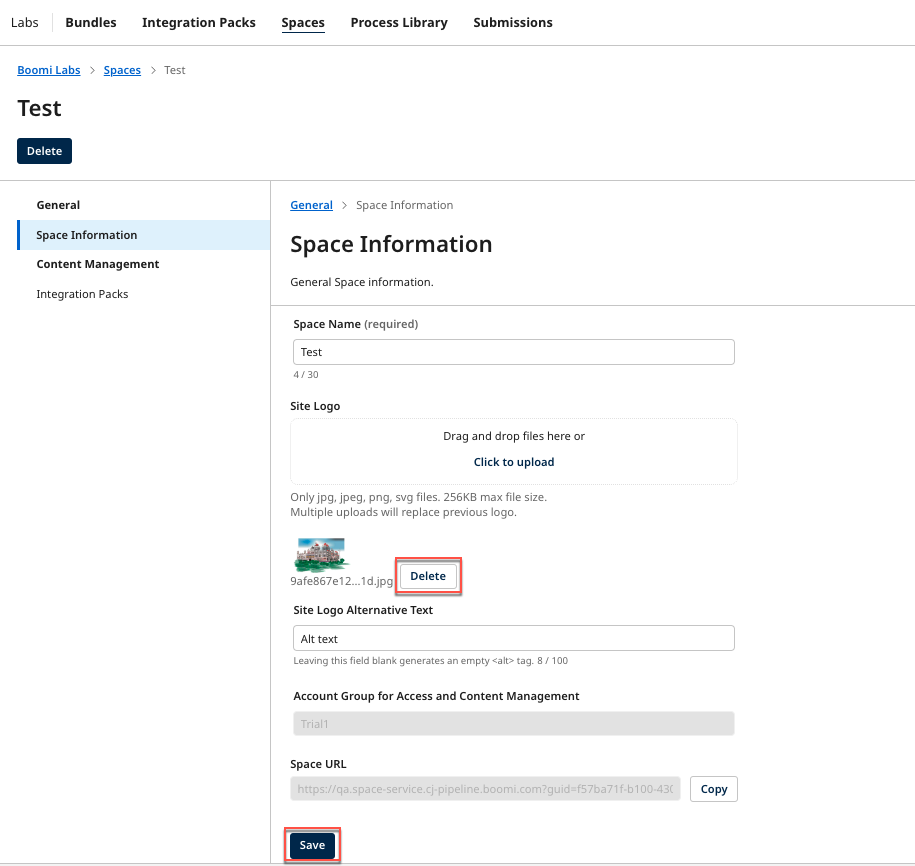 Labs Bundles Integration Packs Spaces Process Library Submissions
Boomi Labs > Spaces > Test
Test
Delete
General
Space Information
Content Management
Integration Packs
General > Space Information
Space Information
General Space information.
Space Name (required)
Test
4 / 30
Site Logo
Drag and drop files here or
Click to upload
Only jpg, jpeg, png, svg files. 256KB max file size.
Multiple uploads will replace previous logo.
9afe867e12...1d.jpg
Delete
Site Logo Alternative Text
Alt text
Leaving this field blank generates an empty <alt> tag. 8 / 100
Account Group for Access and Content Management
Trial1
Space URL
https://qa.space-service.cj-pipeline.boomi.com?guid=f57ba71f-b100-430
Copy
Save